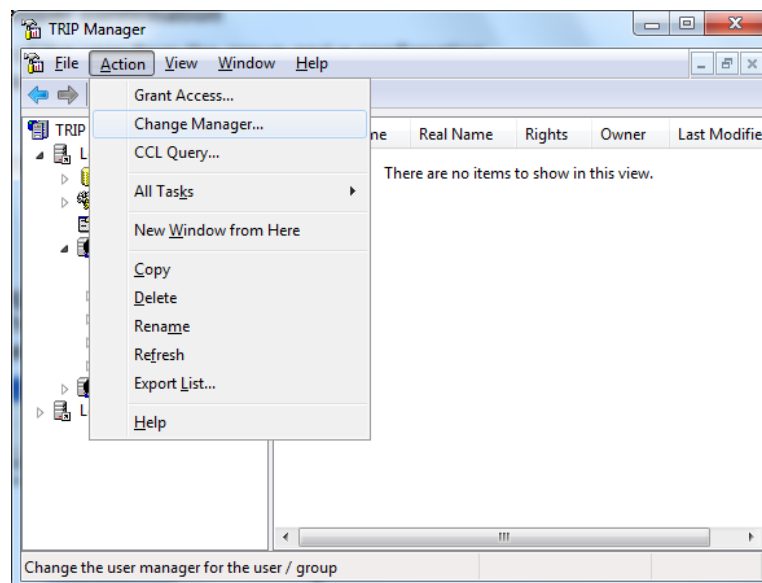 TRIP Manager
File Action View Window Help
Grant Access...
Change Manager...
CCL Query...
All Tasks
New Window from Here
Copy
Delete
Rename
Refresh
Export List...
Help
TRIP
L
L
me Real Name Rights Owner Last Modifie
There are no items to show in this view.
Change the user manager for the user / group